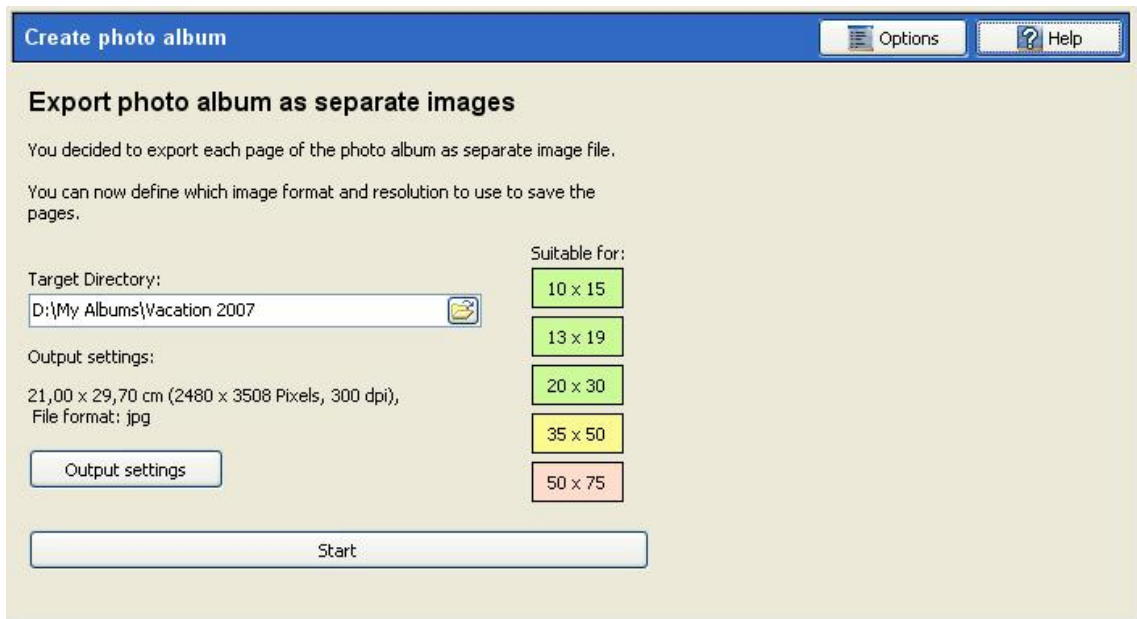 Create photo album
Options
Help
Export photo album as separate images
You decided to export each page of the photo album as separate image file.
You can now define which image format and resolution to use to save the
pages.
Target Directory:
D:\My Albums\Vacation 2007
Output settings:
21,00 x 29,70 cm (2480 x 3508 Pixels, 300 dpi),
File format: jpg
Output settings
Suitable for:
10 x 15
13 x 19
20 x 30
35 x 50
50 x 75
Start